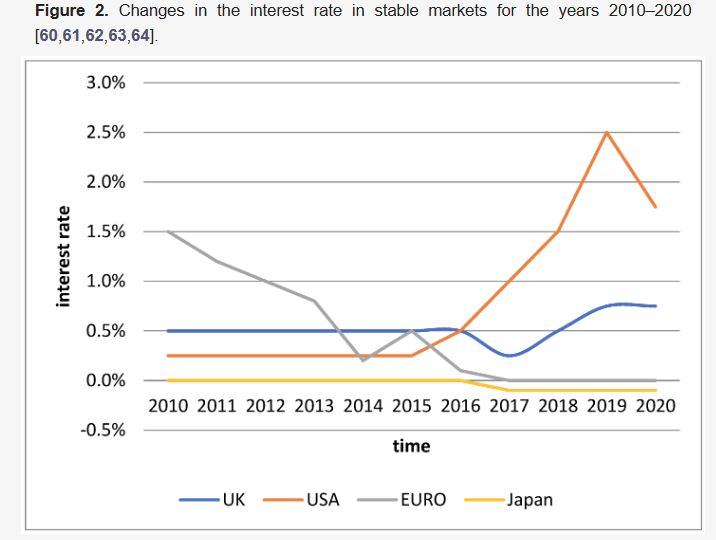 Figure 2. Changes in the interest rate in stable markets for the years 2010–2020
[60,61,62,63,64].
3.0%
2.5%
2.0%
1.5%
1.0%
0.5%
0.0%
-0.5%
interest rate
2010 2011 2012 2013 2014 2015 2016 2017 2018 2019 2020
time
UK USA EURO Japan